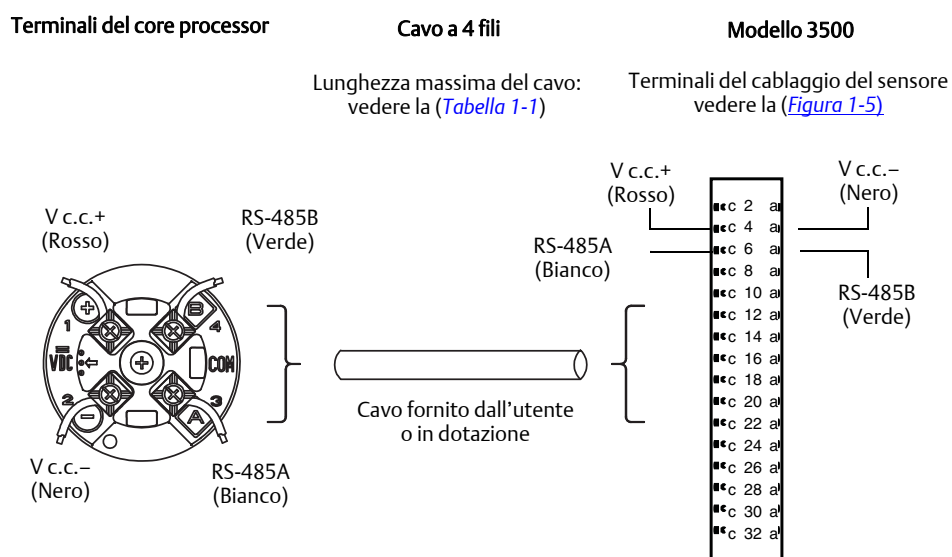 Terminali del core processor
Cavo a 4 fili
Modello 3500
Lunghezza massima del cavo:
vedere la (Tabella 1-1)
Terminali del cablaggio del sensore
vedere la (Figura 1-5)
V c.c.+
(Rosso)
RS-485B
(Verde)
+
B
1
4
VDC
+
COM
2
3
–
A
V c.c.–
(Nero)
RS-485A
(Bianco)
Cavo fornito dall'utente
o in dotazione
V c.c.+
(Rosso)
V c.c.–
(Nero)
RS-485A
(Bianco)
RS-485B
(Verde)
c 2 a
c 4 a
c 6 a
c 8 a
c 10 a
c 12 a
c 14 a
c 16 a
c 18 a
c 20 a
c 22 a
c 24 a
c 26 a
c 28 a
c 30 a
c 32 a